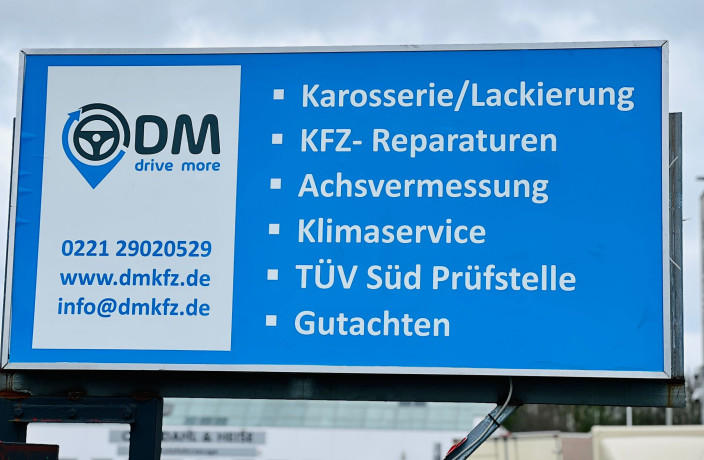 DM
drive more
0221 29020529
www.dmkfz.de
info@dmkfz.de
▪ Karosserie/Lackierung
▪ KFZ- Reparaturen
▪ Achsvermessung
▪ Klimaservice
▪ TÜV Süd Prüfstelle
▪ Gutachten
& HEIßE